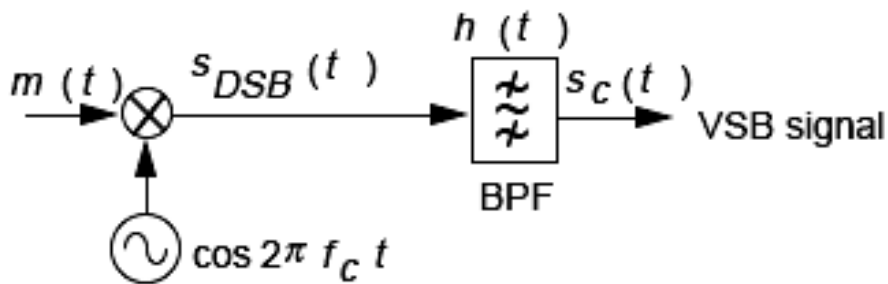 m (t)
s_DSB (t)
h (t)
s_c (t)
VSB signal
BPF
cos 2π f_c t